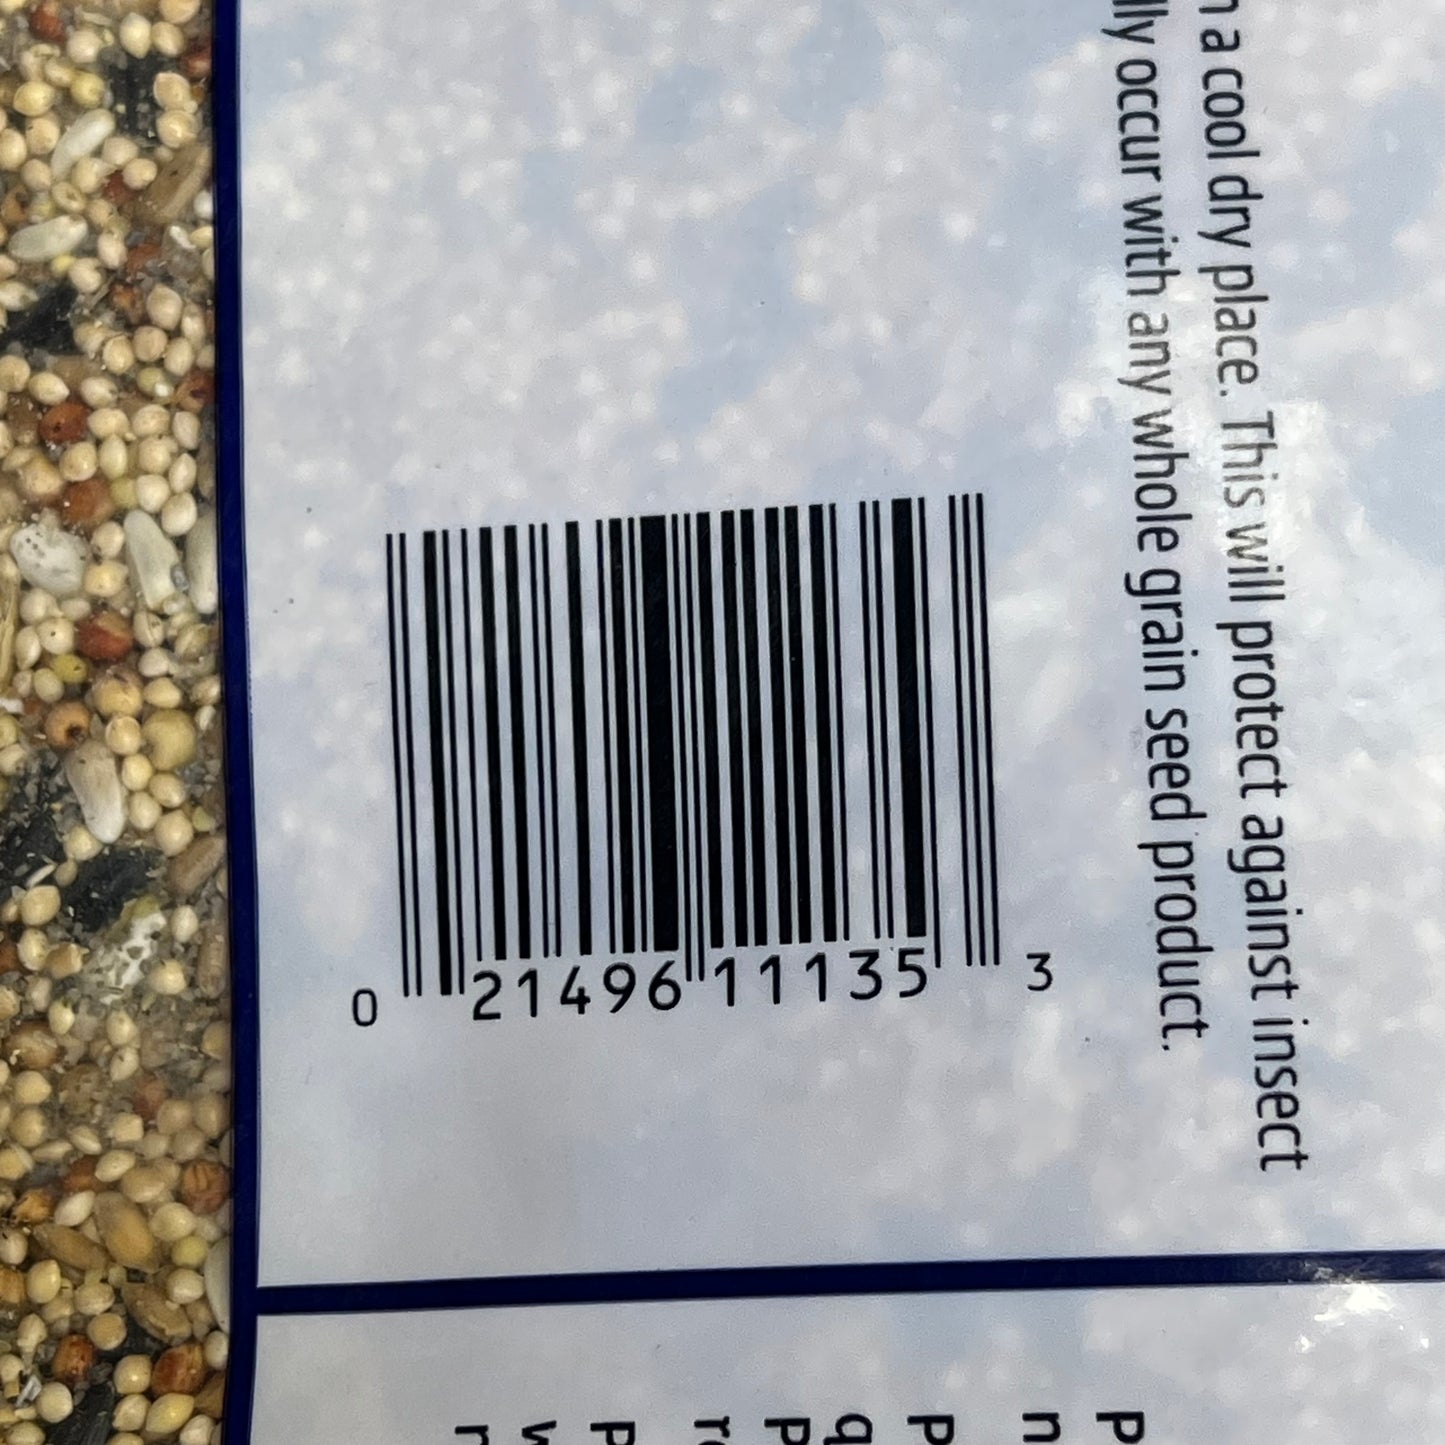 n a cool dry place. This will protect against insect
lly occur with any whole grain seed product.
0 21496 11135 3